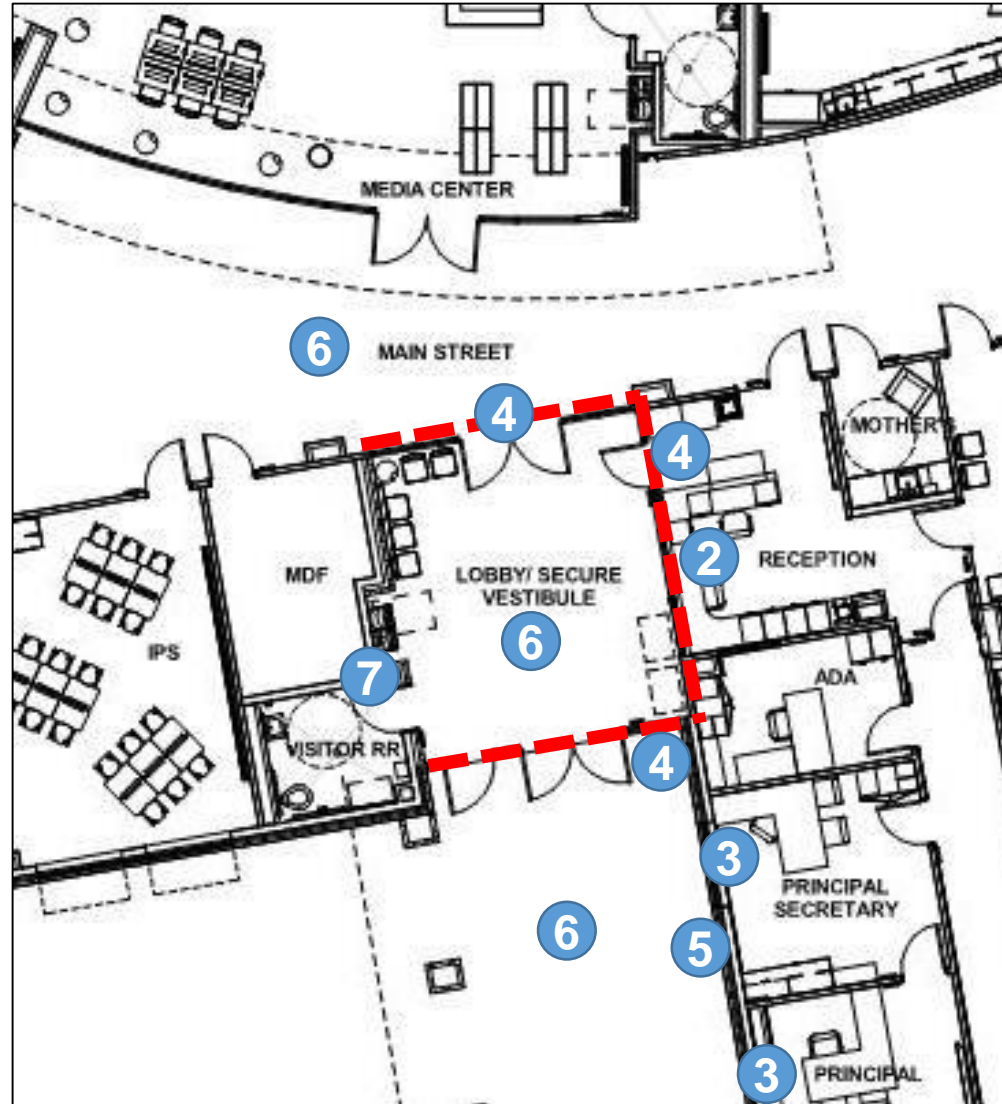 MEDIA CENTER
6
MAIN STREET
4
4
MOTHER'S
2
RECEPTION
MDF
LOBBY/ SECURE
VESTIBULE
6
IPS
7
ADA
VISITOR RR
4
3
PRINCIPAL
SECRETARY
6
5
3
PRINCIPAL